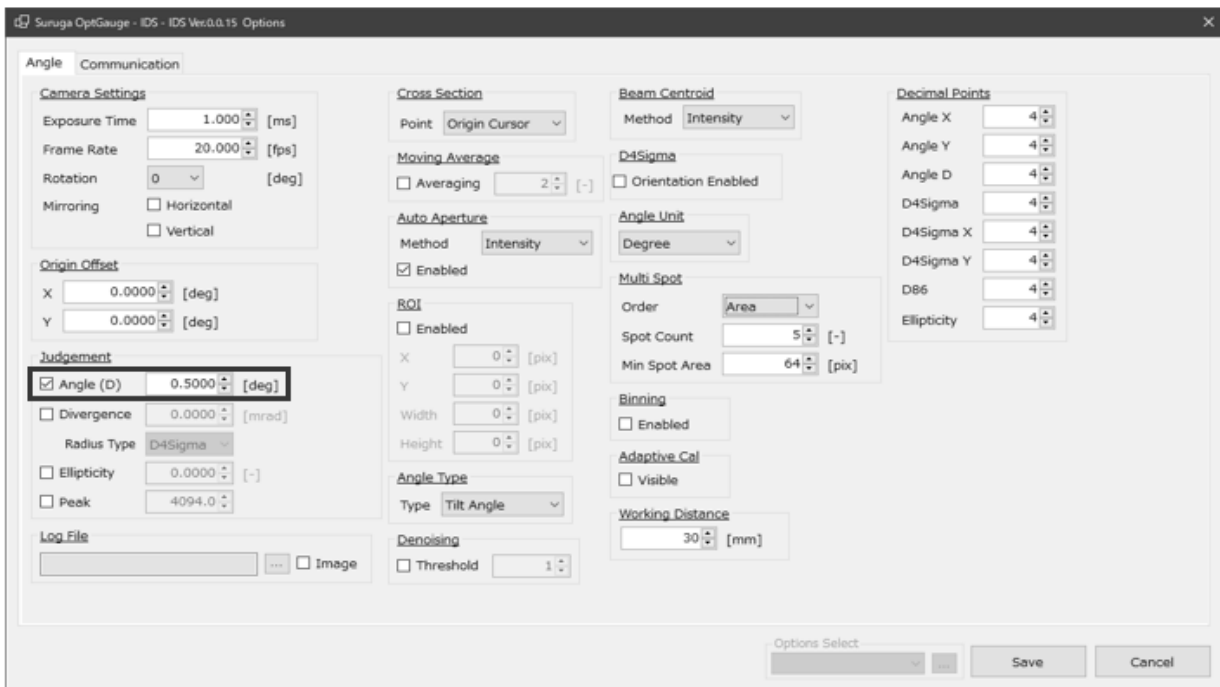 Suruga OptGauge - IDS - IDS Ver.0.0.15 Options
Angle Communication
Camera Settings
Exposure Time 1.000 [ms]
Frame Rate 20.000 [fps]
Rotation 0 [deg]
Mirroring Horizontal
Vertical
Origin Offset
X 0.0000 [deg]
Y 0.0000 [deg]
Judgement
Angle (D) 0.5000 [deg]
Divergence 0.0000 [mrad]
Radius Type D4Sigma
Ellipticity 0.0000 [-]
Peak 4094.0
Log File
... Image
Cross Section
Point Origin Cursor
Moving Average
Averaging 2 [-]
Auto Aperture
Method Intensity
Enabled
ROI
Enabled
X 0 [pix]
Y 0 [pix]
Width 0 [pix]
Height 0 [pix]
Angle Type
Type Tilt Angle
Denoising
Threshold 1
Beam Centroid
Method Intensity
D4Sigma
Orientation Enabled
Angle Unit
Degree
Multi Spot
Order Area
Spot Count 5 [-]
Min Spot Area 64 [pix]
Binning
Enabled
Adaptive Cal
Visible
Working Distance
30 [mm]
Decimal Points
Angle X 4
Angle Y 4
Angle D 4
D4Sigma 4
D4Sigma X 4
D4Sigma Y 4
D86 4
Ellipticity 4
Options Select
...
Save Cancel